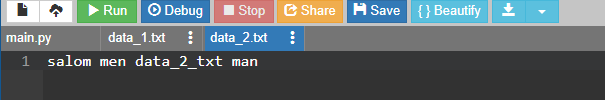 Run Debug Stop Share Save { } Beautify
main.py data_1.txt data_2.txt
1 salom men data_2_txt man